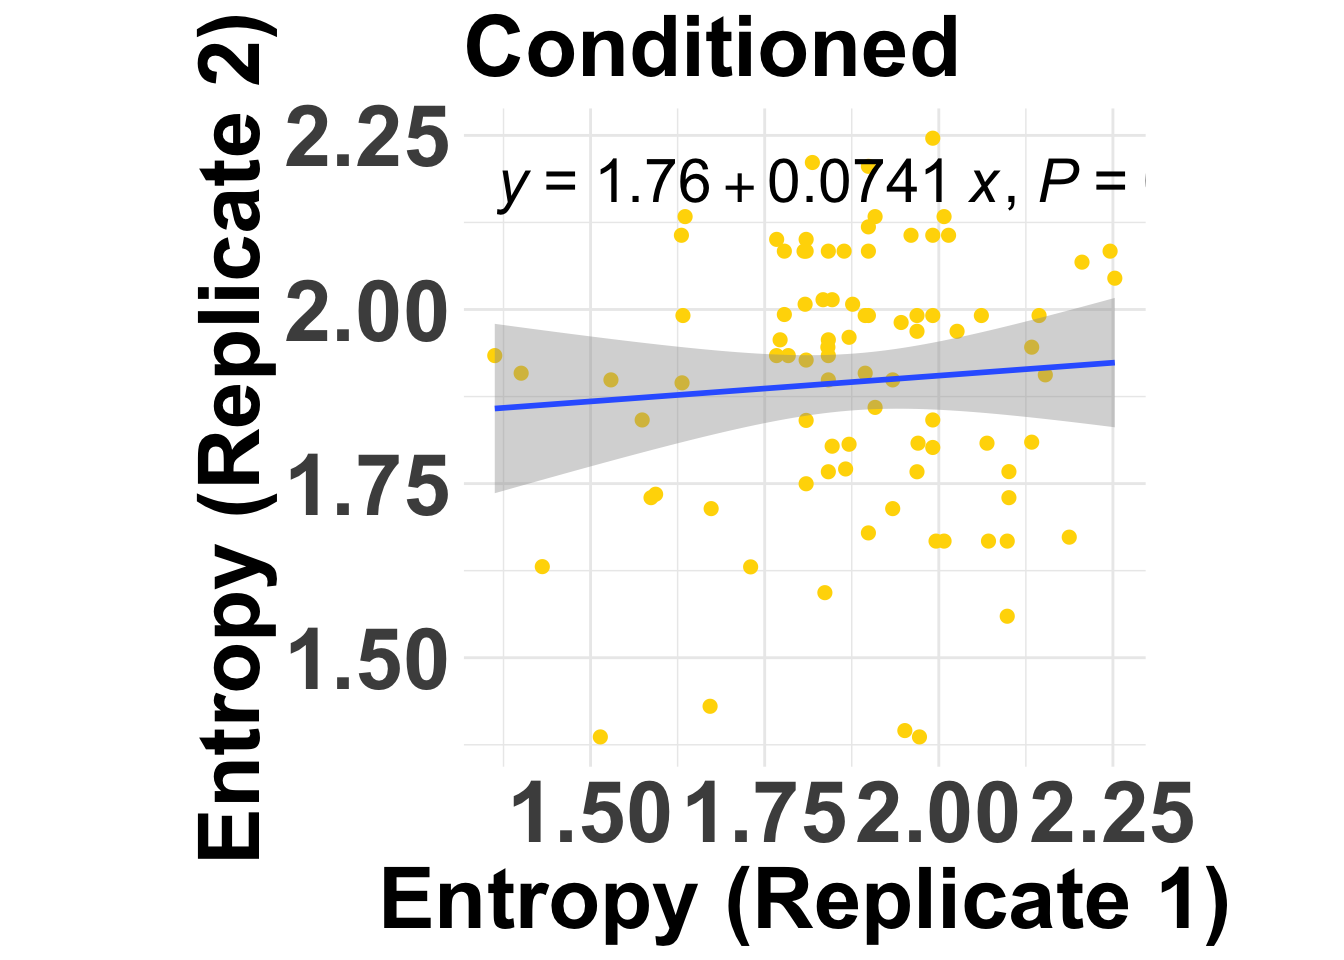 Conditioned
Entropy (Replicate 2)
2.25
2.00
1.75
1.50
y = 1.76 + 0.0741 x, P =
1.50 1.75 2.00 2.25
Entropy (Replicate 1)